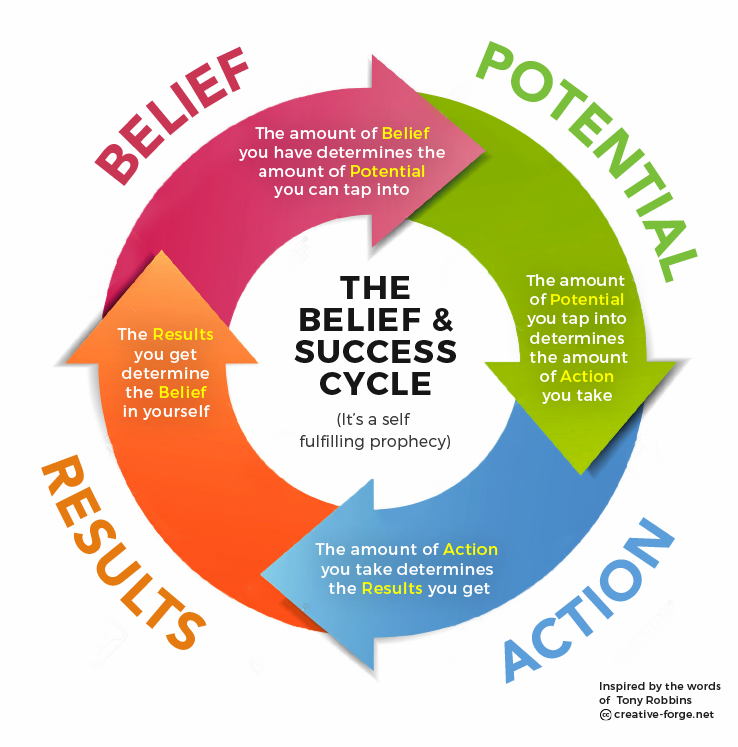 BELIEF
POTENTIAL
The amount of Belief
you have determines the
amount of Potential
you can tap into
The amount
of Potential
you tap into
determines
the amount
of Action
you take
THE
BELIEF &
SUCCESS
CYCLE
(It's a self
fulfilling prophecy)
The Results
you get
determine
the Belief
in yourself
The amount of Action
you take determines
the Results you get
RESULTS
ACTION
Inspired by the words
of Tony Robbins
cc creative-forge.net